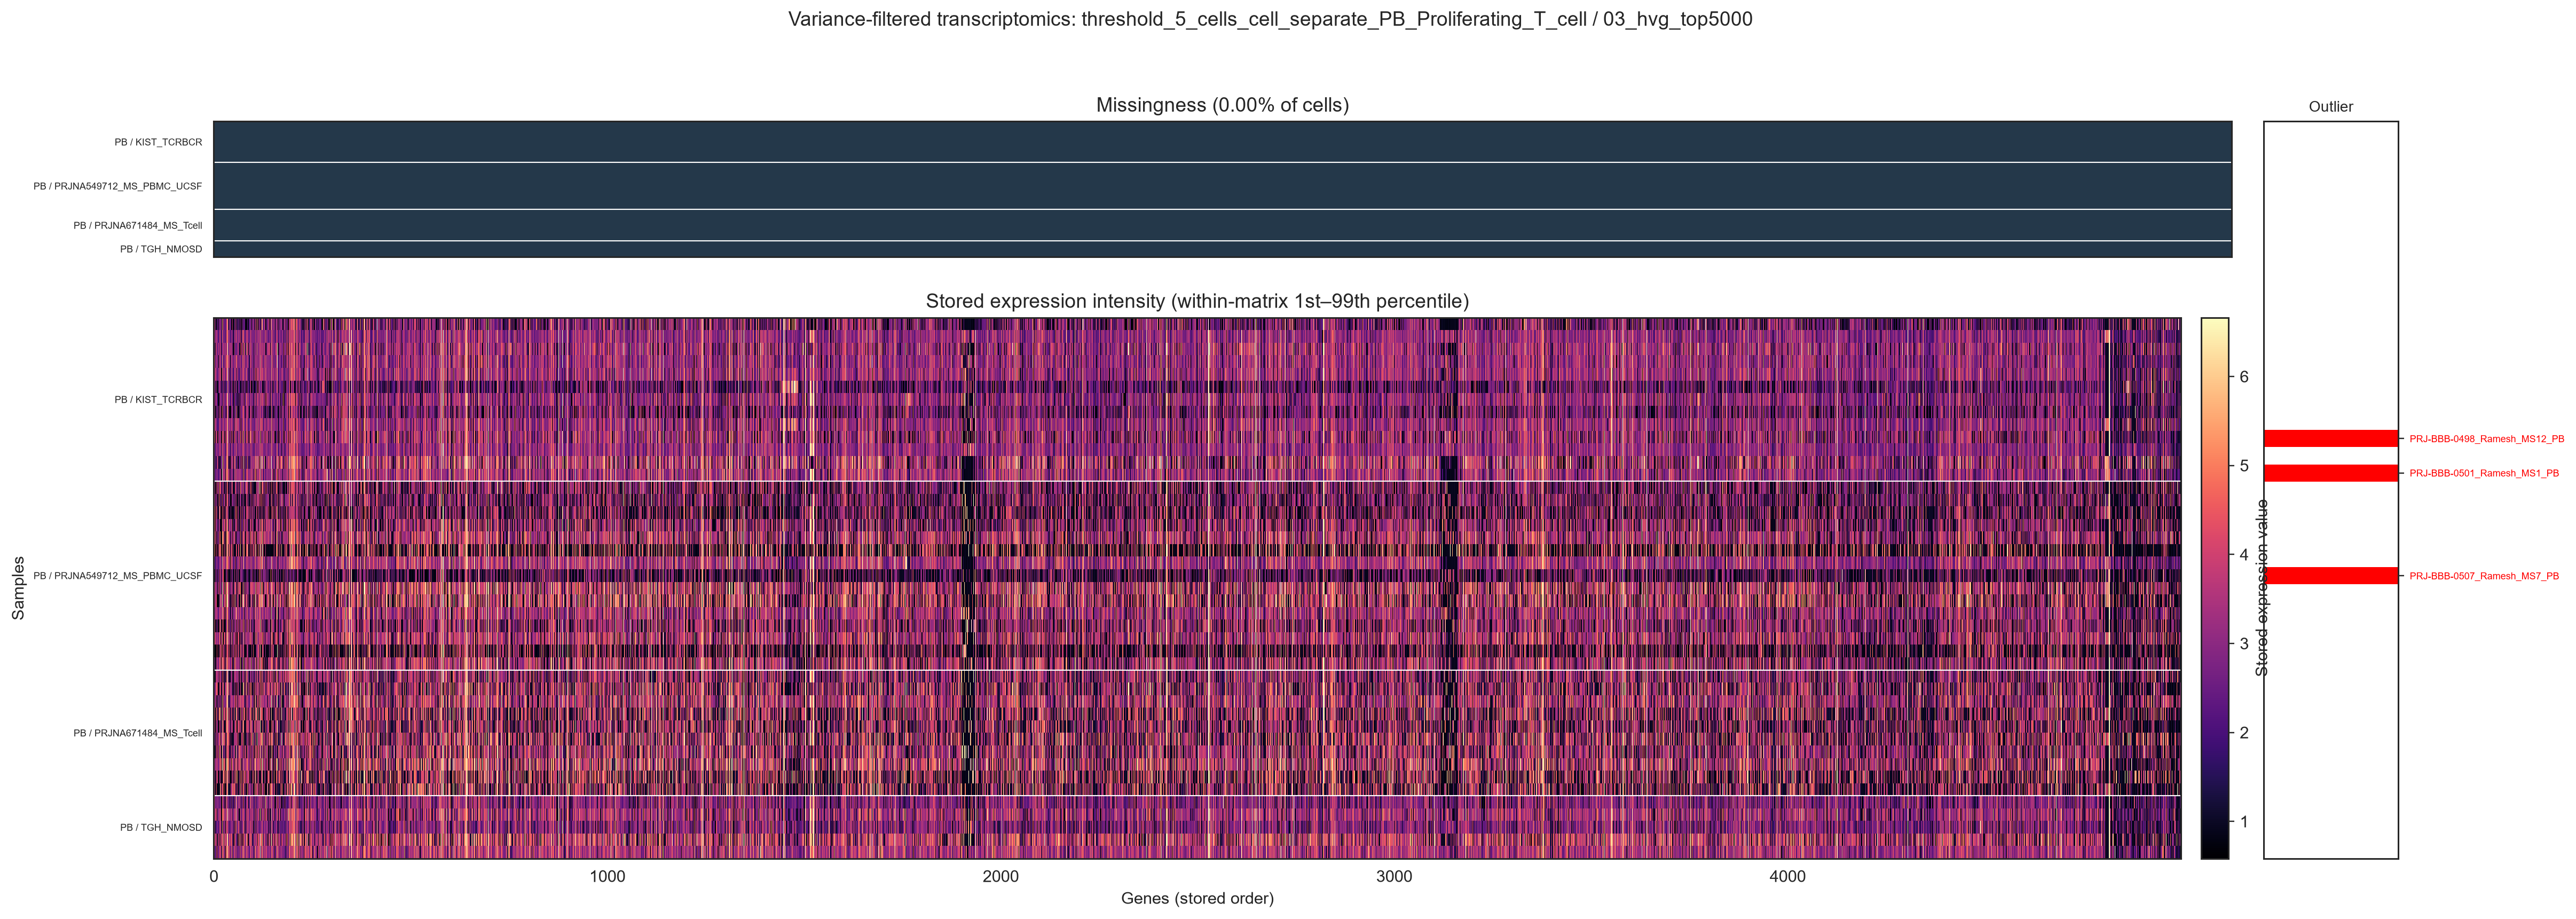 Variance-filtered transcriptomics: threshold_5_cells_cell_separate_PB_Proliferating_T_cell / 03_hvg_top5000
Missingness (0.00% of cells)
Outlier
PB / KIST_TCRBCR
PB / PRJNA549712_MS_PBMC_UCSF
PB / PRJNA671484_MS_Tcell
PB / TGH_NMOSD
Stored expression intensity (within-matrix 1st–99th percentile)
Samples
PB / KIST_TCRBCR
PB / PRJNA549712_MS_PBMC_UCSF
PB / PRJNA671484_MS_Tcell
PB / TGH_NMOSD
0
1000
2000
3000
4000
Genes (stored order)
6
5
4
3
2
1
Stored expression value
PRJ-BBB-0498_Ramesh_MS12_PB
PRJ-BBB-0501_Ramesh_MS1_PB
PRJ-BBB-0507_Ramesh_MS7_PB